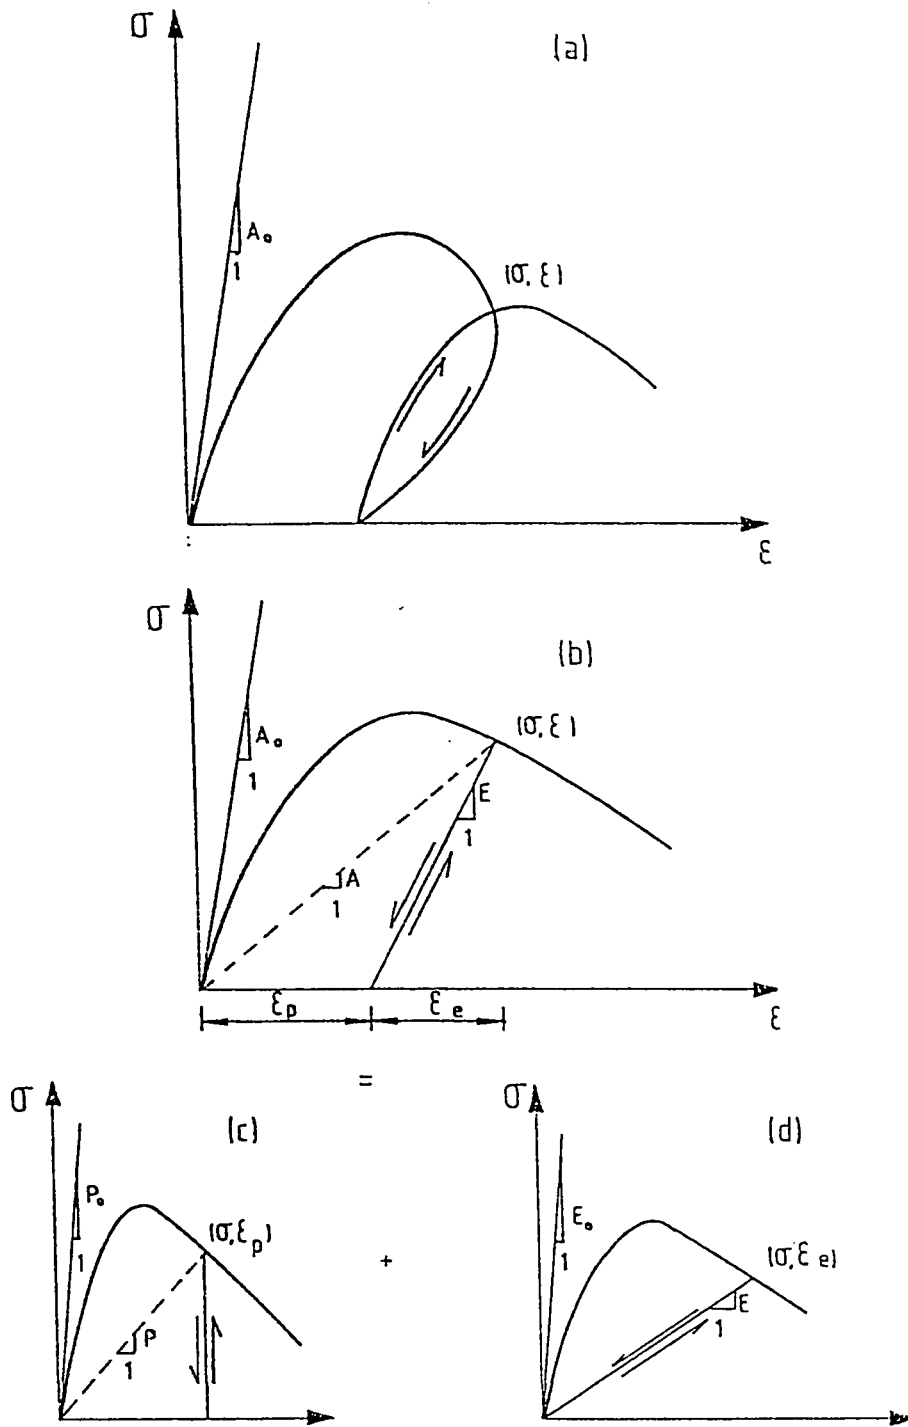 σ
(a)
A₀
1
(σ, ε)
ε
σ
(b)
(σ, ε)
A₀
1
E
1
A
1
εp
εe
ε
=
σ
(c)
P₀
1
(σ, εp)
P
1
+
σ
(d)
E₀
1
(σ, εe)
E
1